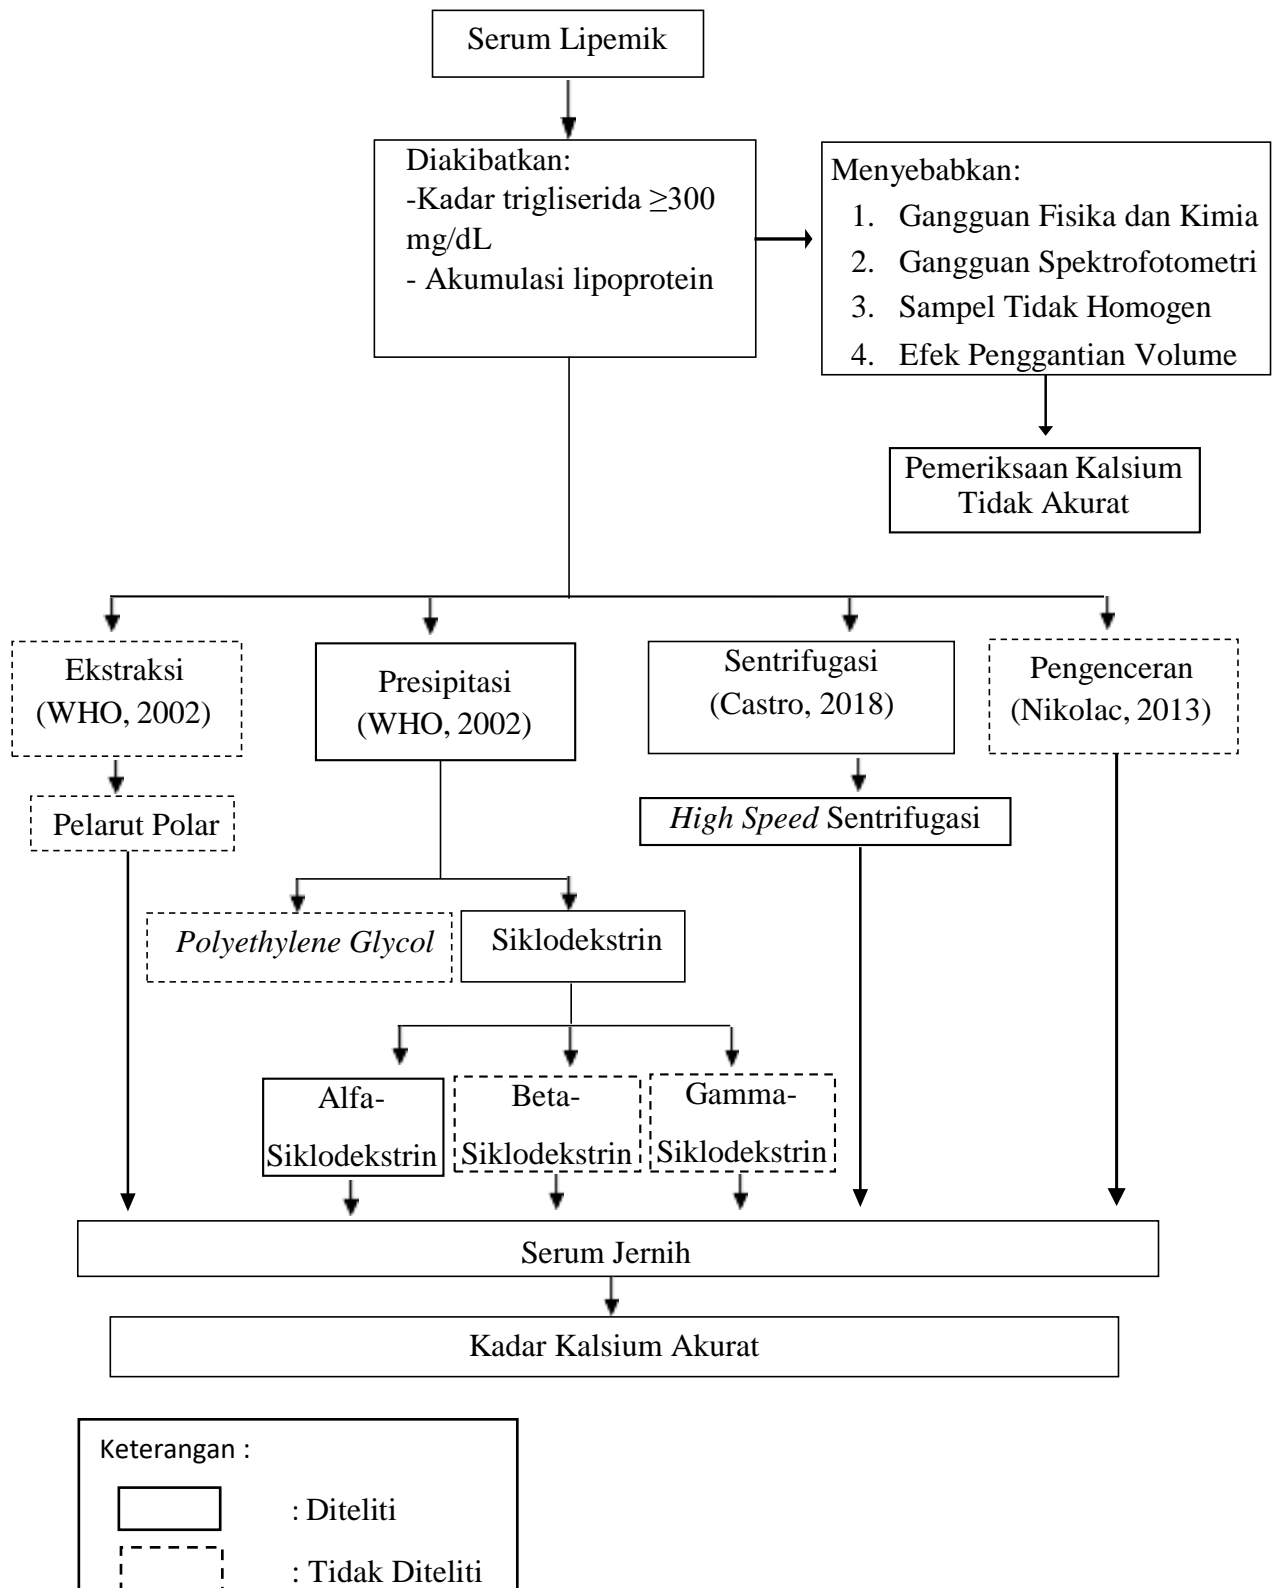 Serum Lipemik
Diakibatkan:
-Kadar trigliserida ≥300
mg/dL
- Akumulasi lipoprotein
Menyebabkan:
1. Gangguan Fisika dan Kimia
2. Gangguan Spektrofotometri
3. Sampel Tidak Homogen
4. Efek Penggantian Volume
Pemeriksaan Kalsium
Tidak Akurat
Ekstraksi
(WHO, 2002)
Presipitasi
(WHO, 2002)
Sentrifugasi
(Castro, 2018)
Pengenceran
(Nikolac, 2013)
Pelarut Polar
High Speed Sentrifugasi
Polyethylene Glycol
Siklodekstrin
Alfa-
Siklodekstrin
Beta-
Siklodekstrin
Gamma-
Siklodekstrin
Serum Jernih
Kadar Kalsium Akurat
Keterangan :
: Diteliti
: Tidak Diteliti